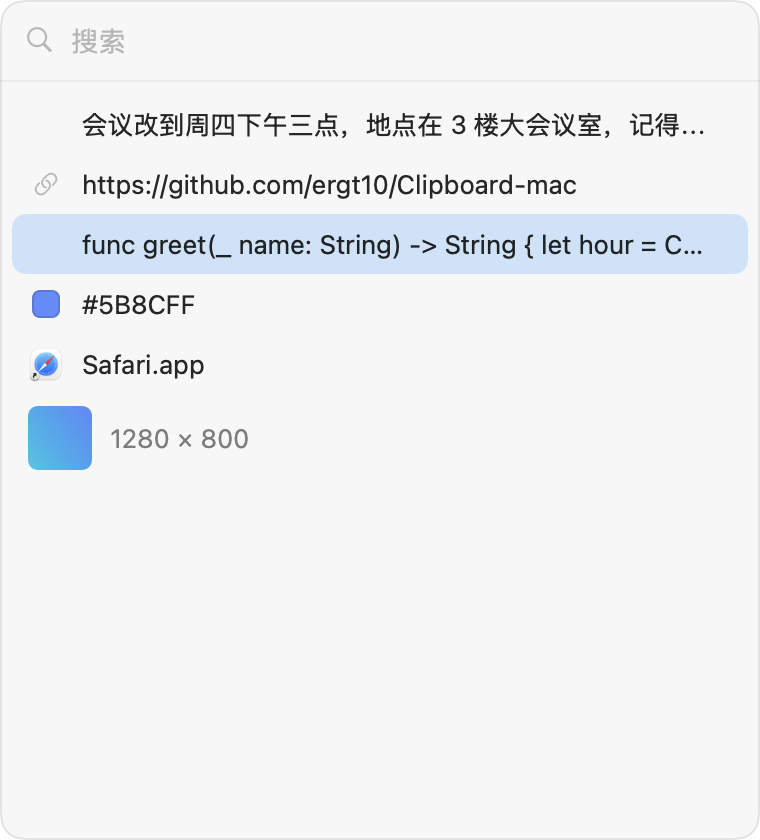 搜索
会议改到周四下午三点，地点在 3 楼大会议室，记得…
https://github.com/ergt10/Clipboard-mac
func greet(_ name: String) -> String { let hour = C...
#5B8CFF
Safari.app
1280 × 800